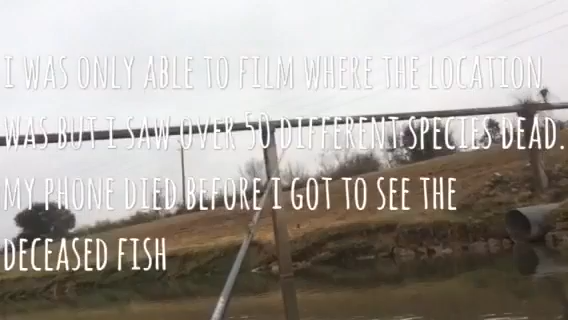 I WAS ONLY ABLE TO FILM WHERE THE LOCATION
WAS BUT I SAW OVER 50 DIFFERENT SPECIES DEAD.
MY PHONE DIED BEFORE I GOT TO SEE THE
DECEASED FISH